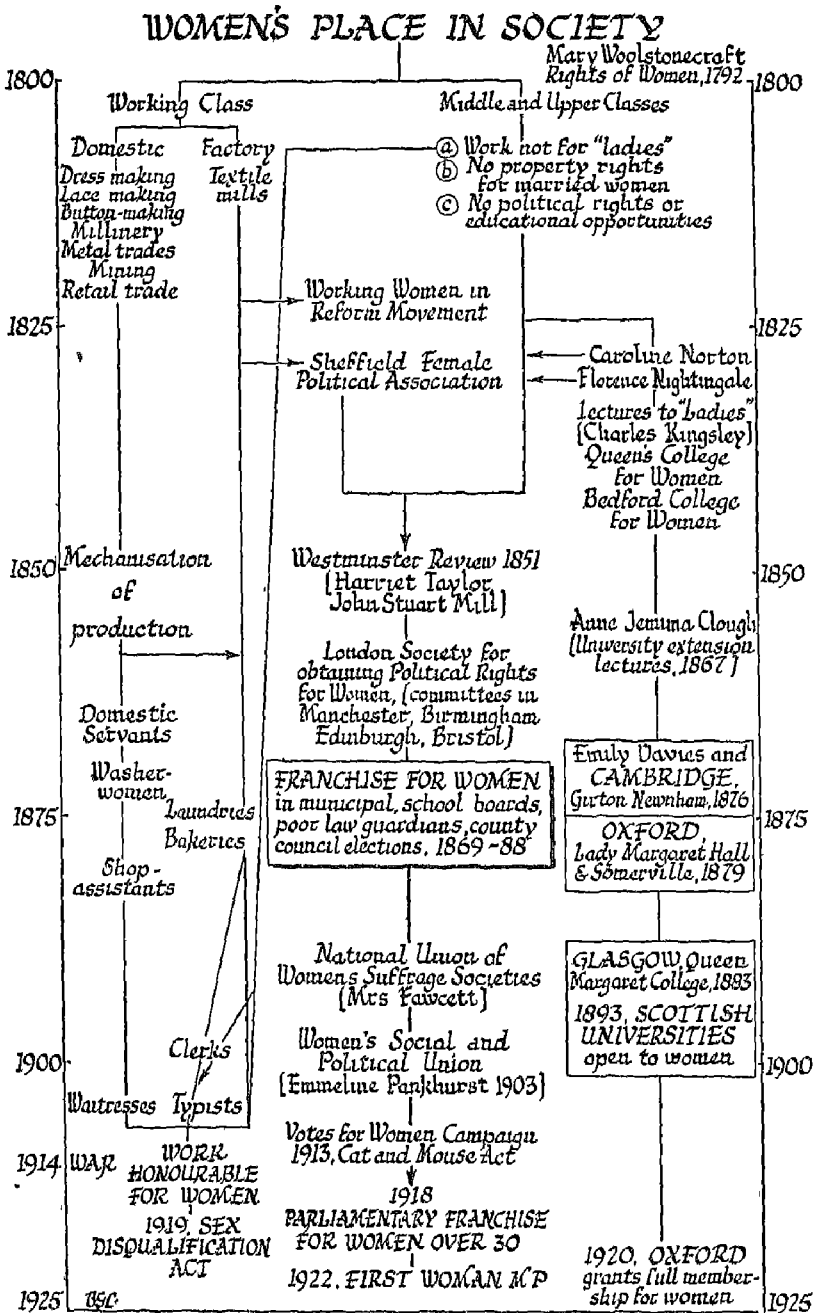 WOMEN'S PLACE IN SOCIETY
Mary Woolstonecraft
Rights of Women, 1792
1800
1800
Working Class
Middle and Upper Classes
Domestic
Dress making
Lace making
Button-making
Millinery
Metal trades
Mining
Retail trade
Factory
Textile
mills
(a) Work not for "ladies"
(b) No property rights
for married women
(c) No political rights or
educational opportunities
Working Women in
Reform Movement
1825
1825
Sheffield Female
Political Association
Caroline Norton
Florence Nightingale
Lectures to "Ladies"
[Charles Kingsley]
Queen's College
for Women
Bedford College
for Women
1850
1850
Mechanisation
of
production
Westminster Review 1851
[Harriet Taylor
John Stuart Mill]
Anne Jemima Clough
[University extension
lectures, 1867]
London Society for
obtaining Political Rights
for Women, [committees in
Manchester, Birmingham
Edinburgh, Bristol]
Domestic
Servants
Washer-
women
Laundries
Bakeries
Shop-
assistants
1875
1875
FRANCHISE FOR WOMEN
in municipal, school boards,
poor law guardians, county
council elections, 1869-88
Emily Davies and
CAMBRIDGE,
Girton Newnham, 1876
OXFORD,
Lady Margaret Hall
& Somerville, 1879
National Union of
Womens Suffrage Societies
[Mrs Fawcett]
GLASGOW, Queen
Margaret College, 1883
1893, SCOTTISH
UNIVERSITIES
open to women
Clerks
Women's Social and
Political Union
[Emmeline Pankhurst 1903]
1900
1900
Waitresses
Typists
Votes for Women Campaign
1913, Cat and Mouse Act
1914
WAR
WORK
HONOURABLE
FOR WOMEN
1919, SEX
DISQUALIFICATION
ACT
1918
PARLIAMENTARY FRANCHISE
FOR WOMEN OVER 30
1922, FIRST WOMAN MP
1920, OXFORD
grants full member-
ship for women
1925
1925